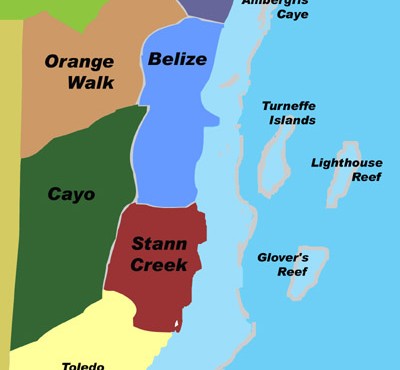 Ambergris
Caye
Orange
Walk
Belize
Turneffe
Islands
Lighthouse
Reef
Cayo
Stann
Creek
Glover's
Reef
Toledo